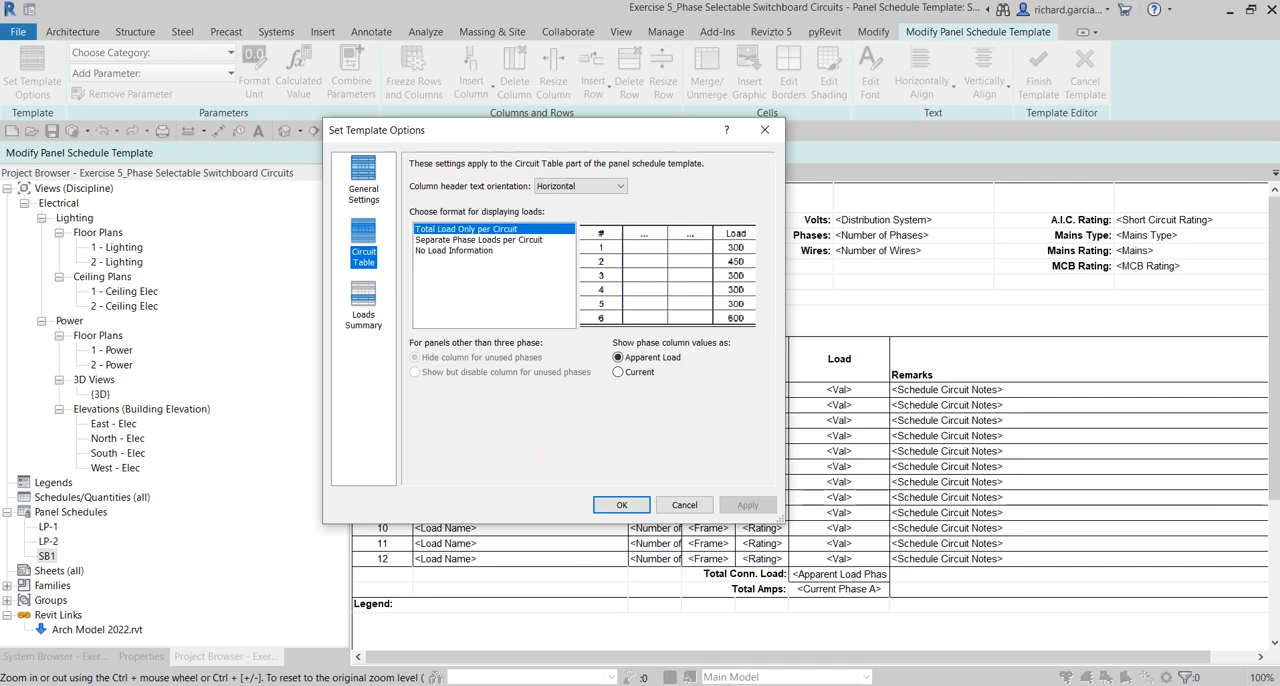 Exercise 5_Phase Selectable Switchboard Circuits - Panel Schedule Template: S...
richard.garcia...
File Architecture Structure Steel Precast Systems Insert Annotate Analyze Massing & Site Collaborate View Manage Add-Ins Revizto 5 pyRevit Modify Modify Panel Schedule Template
Choose Category:
Add Parameter:
Remove Parameter
Set Template Options
Format Unit
Calculated Value
Combine Parameters
Freeze Rows and Columns
Insert Column
Delete Column
Resize Column
Insert Row
Delete Row
Resize Row
Merge/ Unmerge
Insert Graphic
Edit Borders
Edit Shading
Edit Font
Horizontally Align
Vertically Align
Finish Template
Cancel Template
Template Parameters Columns and Rows Cells Text Template Editor
Modify Panel Schedule Template
Project Browser - Exercise 5_Phase Selectable Switchboard Circuits
Views (Discipline)
Electrical
Lighting
Floor Plans
1 - Lighting
2 - Lighting
Ceiling Plans
1 - Ceiling Elec
2 - Ceiling Elec
Power
Floor Plans
1 - Power
2 - Power
3D Views
{3D}
Elevations (Building Elevation)
East - Elec
North - Elec
South - Elec
West - Elec
Legends
Schedules/Quantities (all)
Panel Schedules
LP-1
LP-2
SB1
Sheets (all)
Families
Groups
Revit Links
Arch Model 2022.rvt
System Browser - Exer... Properties Project Browser - Exer...
Set Template Options
?
General Settings
Circuit Table
Loads Summary
These settings apply to the Circuit Table part of the panel schedule template.
Column header text orientation: Horizontal
Choose format for displaying loads:
Total Load Only per Circuit
Separate Phase Loads per Circuit
No Load Information
# ... ... Load
1 300
2 450
3 300
4 300
5 300
6 600
For panels other than three phase:
Hide column for unused phases
Show but disable column for unused phases
Show phase column values as:
Apparent Load
Current
OK Cancel Apply
Volts: <Distribution System> A.I.C. Rating: <Short Circuit Rating>
Phases: <Number of Phases> Mains Type: <Mains Type>
Wires: <Number of Wires> Mains Rating: <Mains>
MCB Rating: <MCB Rating>
Load Remarks
<Val> <Schedule Circuit Notes>
<Val> <Schedule Circuit Notes>
<Val> <Schedule Circuit Notes>
<Val> <Schedule Circuit Notes>
<Val> <Schedule Circuit Notes>
<Val> <Schedule Circuit Notes>
<Val> <Schedule Circuit Notes>
<Val> <Schedule Circuit Notes>
<Val> <Schedule Circuit Notes>
10 <Load Name> <Number of <Frame> <Rating> <Val> <Schedule Circuit Notes>
11 <Load Name> <Number of <Frame> <Rating> <Val> <Schedule Circuit Notes>
12 <Load Name> <Number of <Frame> <Rating> <Val> <Schedule Circuit Notes>
Total Conn. Load: <Apparent Load Phas
Total Amps: <Current Phase A>
Legend:
Zoom in or out using the Ctrl + mouse wheel or Ctrl + [+/-]. To reset to the original zoom level ( :0 Main Model :0 100%